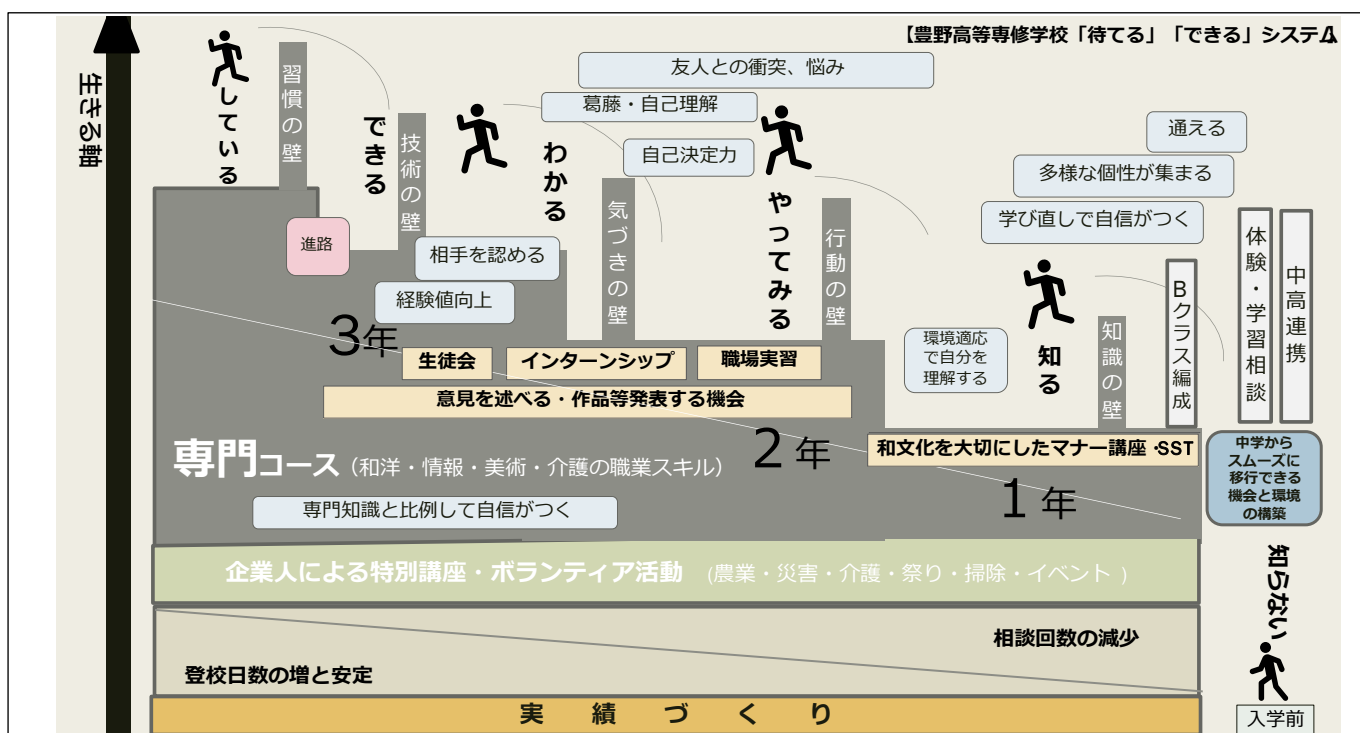 【豊野高等専修学校「待てる」「できる」システム
生きる軸
している
習慣の壁
できる
技術の壁
わかる
気づきの壁
やってみる
行動の壁
知る
知識の壁
友人との衝突、悩み
葛藤・自己理解
自己決定力
通える
多様な個性が集まる
学び直しで自信がつく
Bクラス編成
体験・学習相談
中高連携
進路
相手を認める
経験値向上
環境適応
で自分を
理解する
3年
生徒会
インターンシップ
職場実習
意見を述べる・作品等発表する機会
2年
和文化を大切にしたマナー講座・SST
1年
中学から
スムーズに
移行できる
機会と環境
の構築
専門コース（和洋・情報・美術・介護の職業スキル）
専門知識と比例して自信がつく
企業人による特別講座・ボランティア活動 (農業・災害・介護・祭り・掃除・イベント )
知らない
相談回数の減少
登校日数の増と安定
実績づくり
入学前